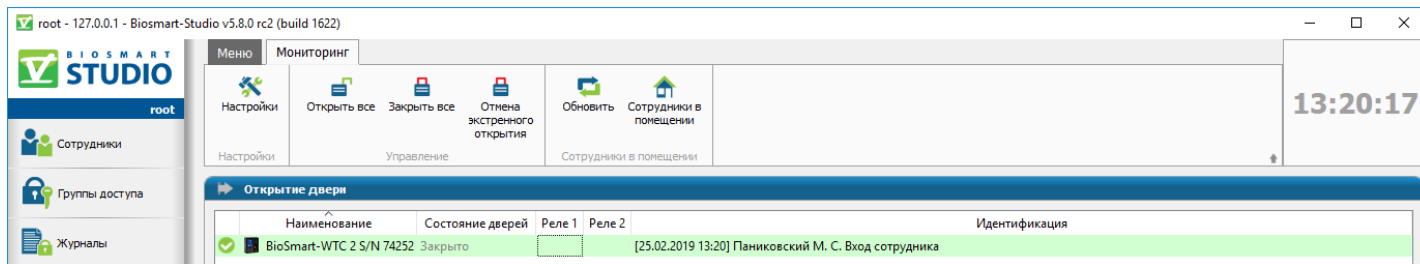 root - 127.0.0.1 - Biosmart-Studio v5.8.0 rc2 (build 1622)
BIOSMART
STUDIO
root
Сотрудники
Группы доступа
Журналы
Меню
Мониторинг
Настройки
Открыть все
Закрыть все
Отмена
экстренного
открытия
Обновить
Сотрудники в
помещении
Настройки
Управление
Сотрудники в помещении
13:20:17
Открытие двери
Наименование Состояние дверей Реле 1 Реле 2 Идентификация
BioSmart-WTC 2 S/N 74252 Закрыто [25.02.2019 13:20] Паниковский М. С. Вход сотрудника